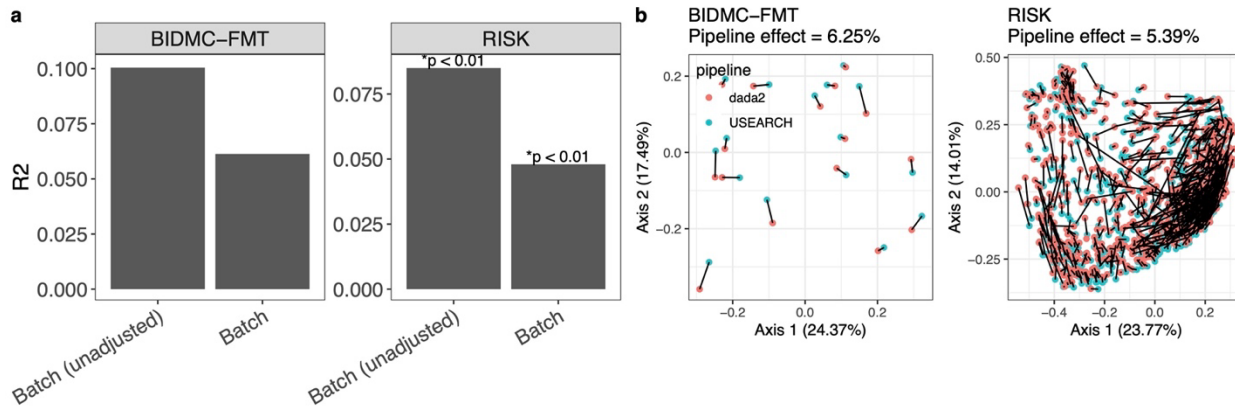 a
BIDMC−FMT
RISK
R2
0.100
0.075
0.050
0.025
0.000
Batch (unadjusted)
Batch
*p < 0.01
*p < 0.01
0.075
0.050
0.025
0.000
Batch (unadjusted)
Batch
b
BIDMC−FMT
Pipeline effect = 6.25%
pipeline
dada2
USEARCH
Axis 2 (17.49%)
0.2
0.0
−0.2
−0.2
0.0
0.2
Axis 1 (24.37%)
RISK
Pipeline effect = 5.39%
Axis 2 (14.01%)
0.50
0.25
0.00
−0.25
−0.4
−0.2
0.0
0.2
Axis 1 (23.77%)